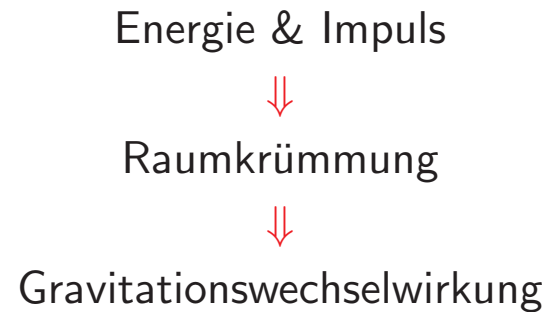 Energie & Impuls
⇓
Raumkrümmung
⇓
Gravitationswechselwirkung